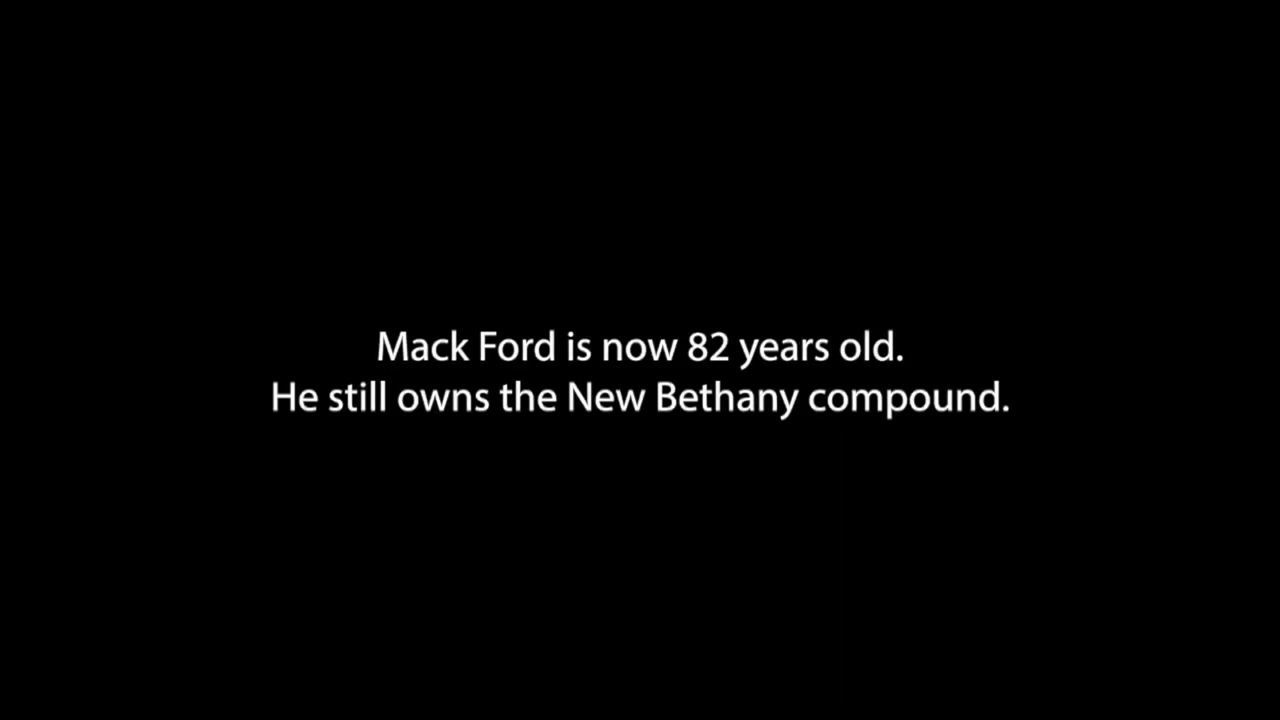 Mack Ford is now 82 years old.
He still owns the New Bethany compound.